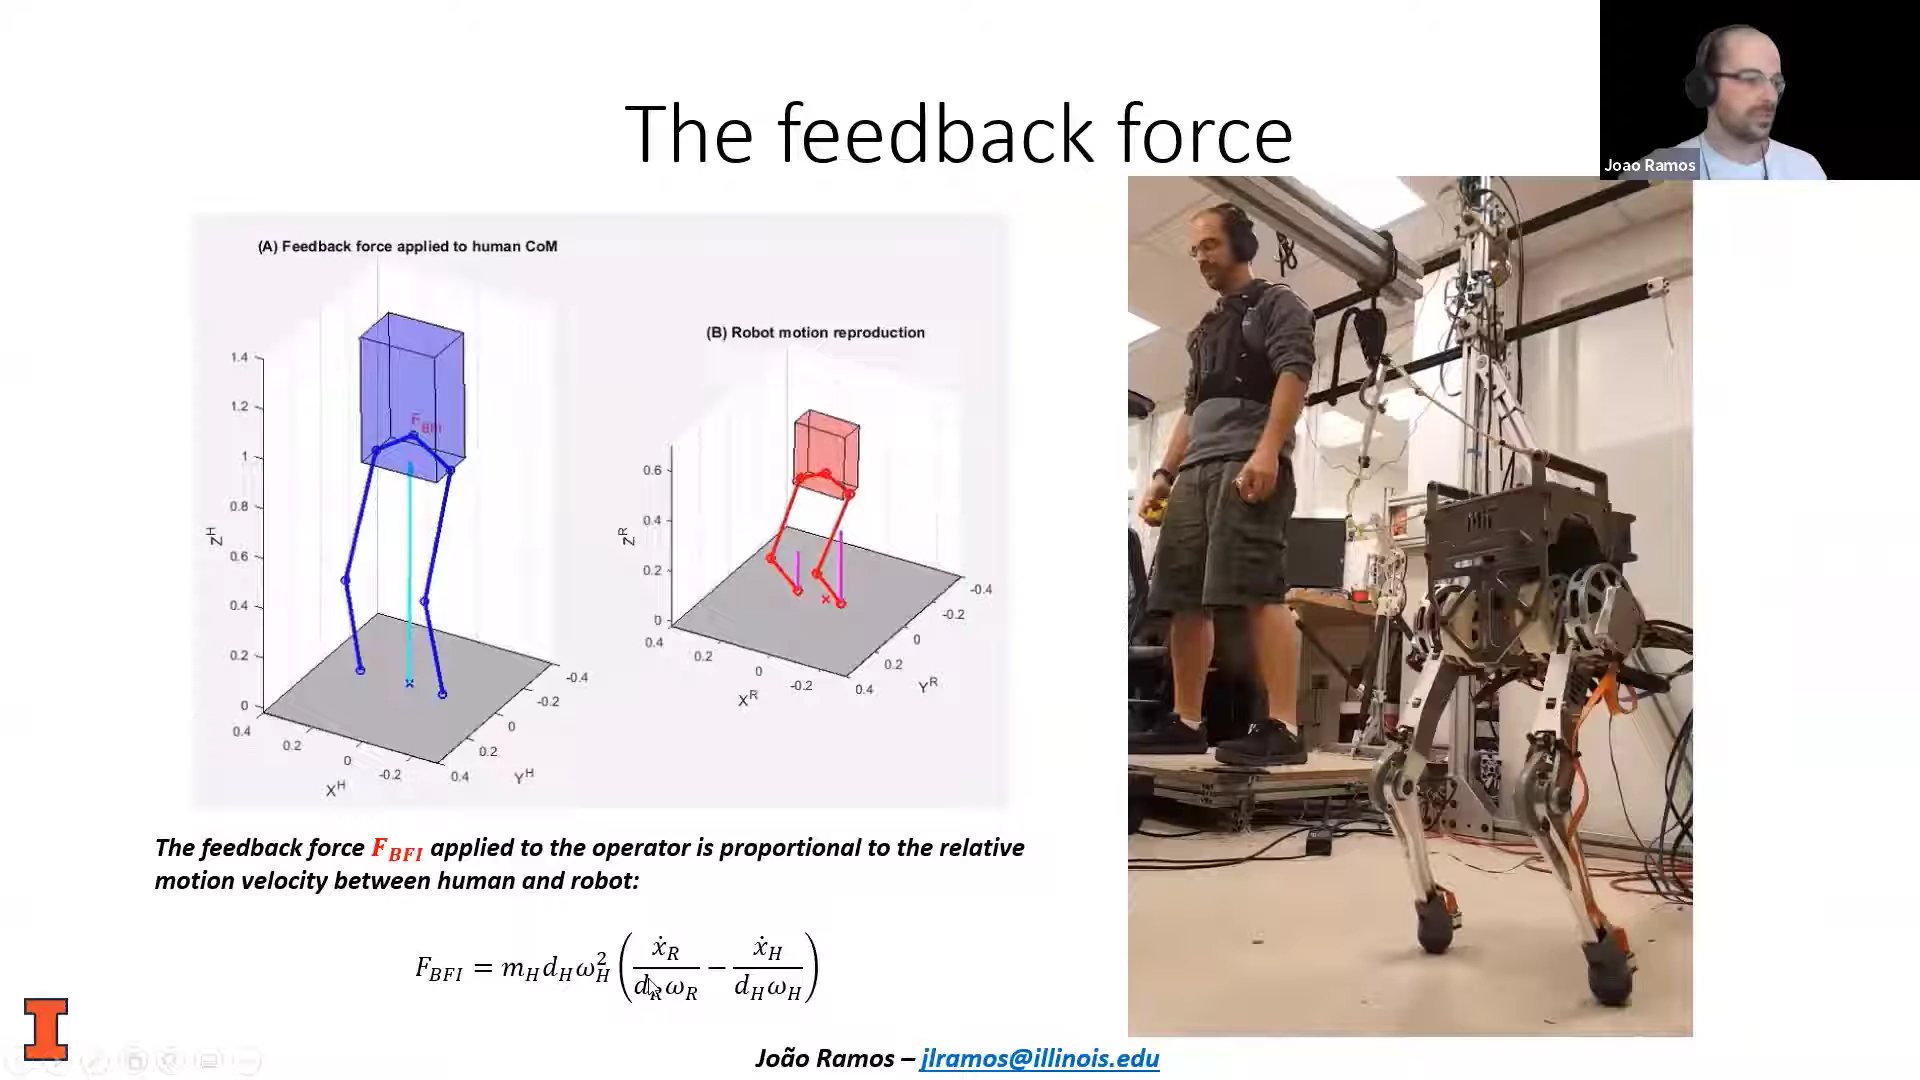 The feedback force
Joao Ramos
(A) Feedback force applied to human CoM
(B) Robot motion reproduction
1.4
1.2
1
0.8
0.6
0.4
0.2
0
Z^H
0.4
0.2
0
-0.2
X^H
0.4
0.2
0
-0.2
-0.4
Y^H
F_BFI
0.6
0.4
0.2
0
Z^R
0.4
0.2
0
-0.2
X^R
0.4
0.2
0
-0.2
-0.4
Y^R
MIT
The feedback force F_BFI applied to the operator is proportional to the relative
motion velocity between human and robot:
F_BFI = m_H d_H ω_H^2 (ẋ_R / d_R ω_R − ẋ_H / d_H ω_H)
João Ramos – jlramos@illinois.edu